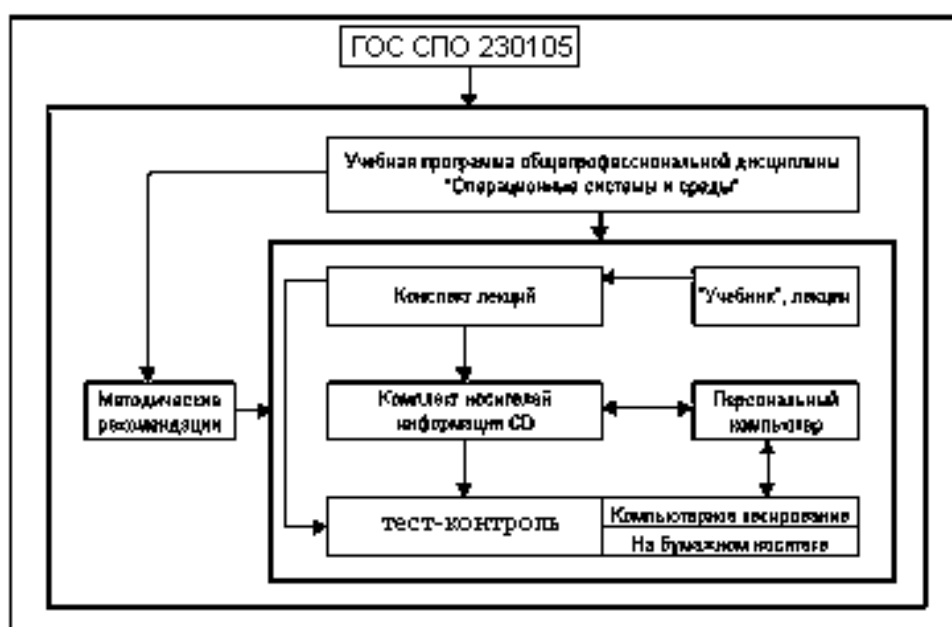 ГОС СПО 230105
Учебная программа общепрофессиональной дисциплины
"Операционные системы и среды"
Конспект лекций
"Учебник", лекции
Методические
рекомендации
Комплект носителей
информации CD
Персональный
компьютер
тест-контроль
Компьютерное тесирование
На бумажном носителе